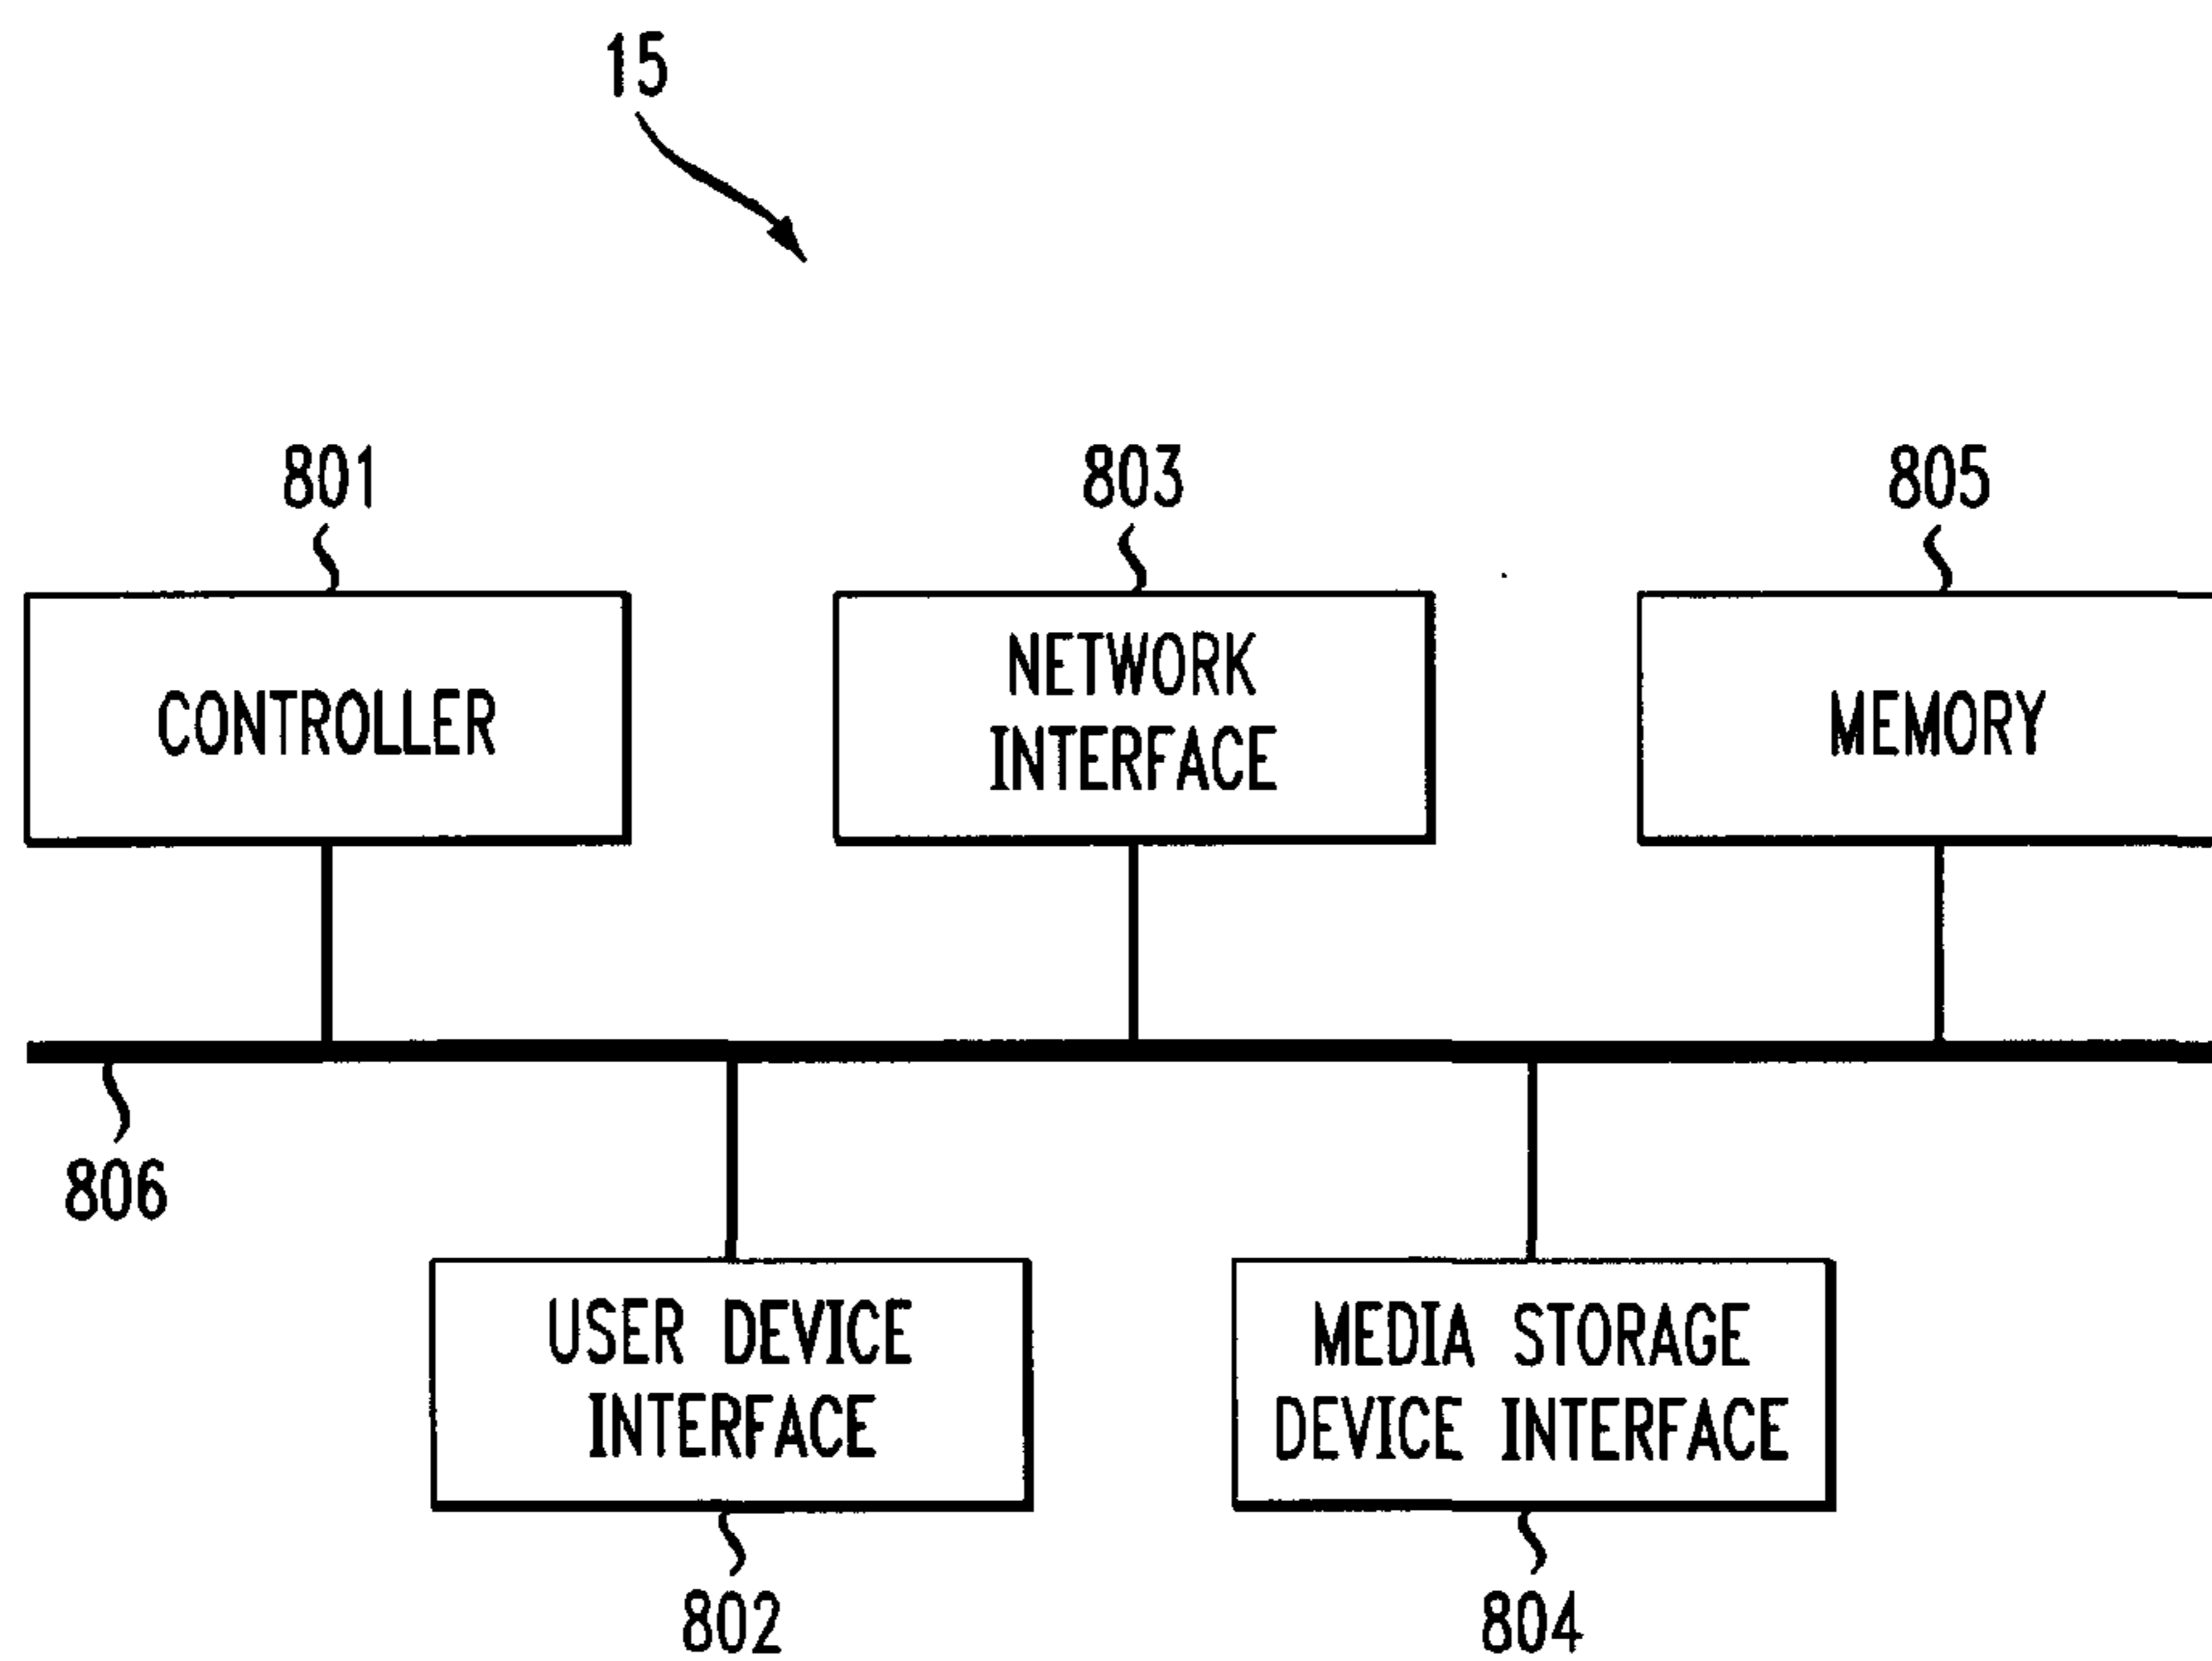 15
801
803
805
CONTROLLER
NETWORK
INTERFACE
MEMORY
806
USER DEVICE
INTERFACE
MEDIA STORAGE
DEVICE INTERFACE
802
804